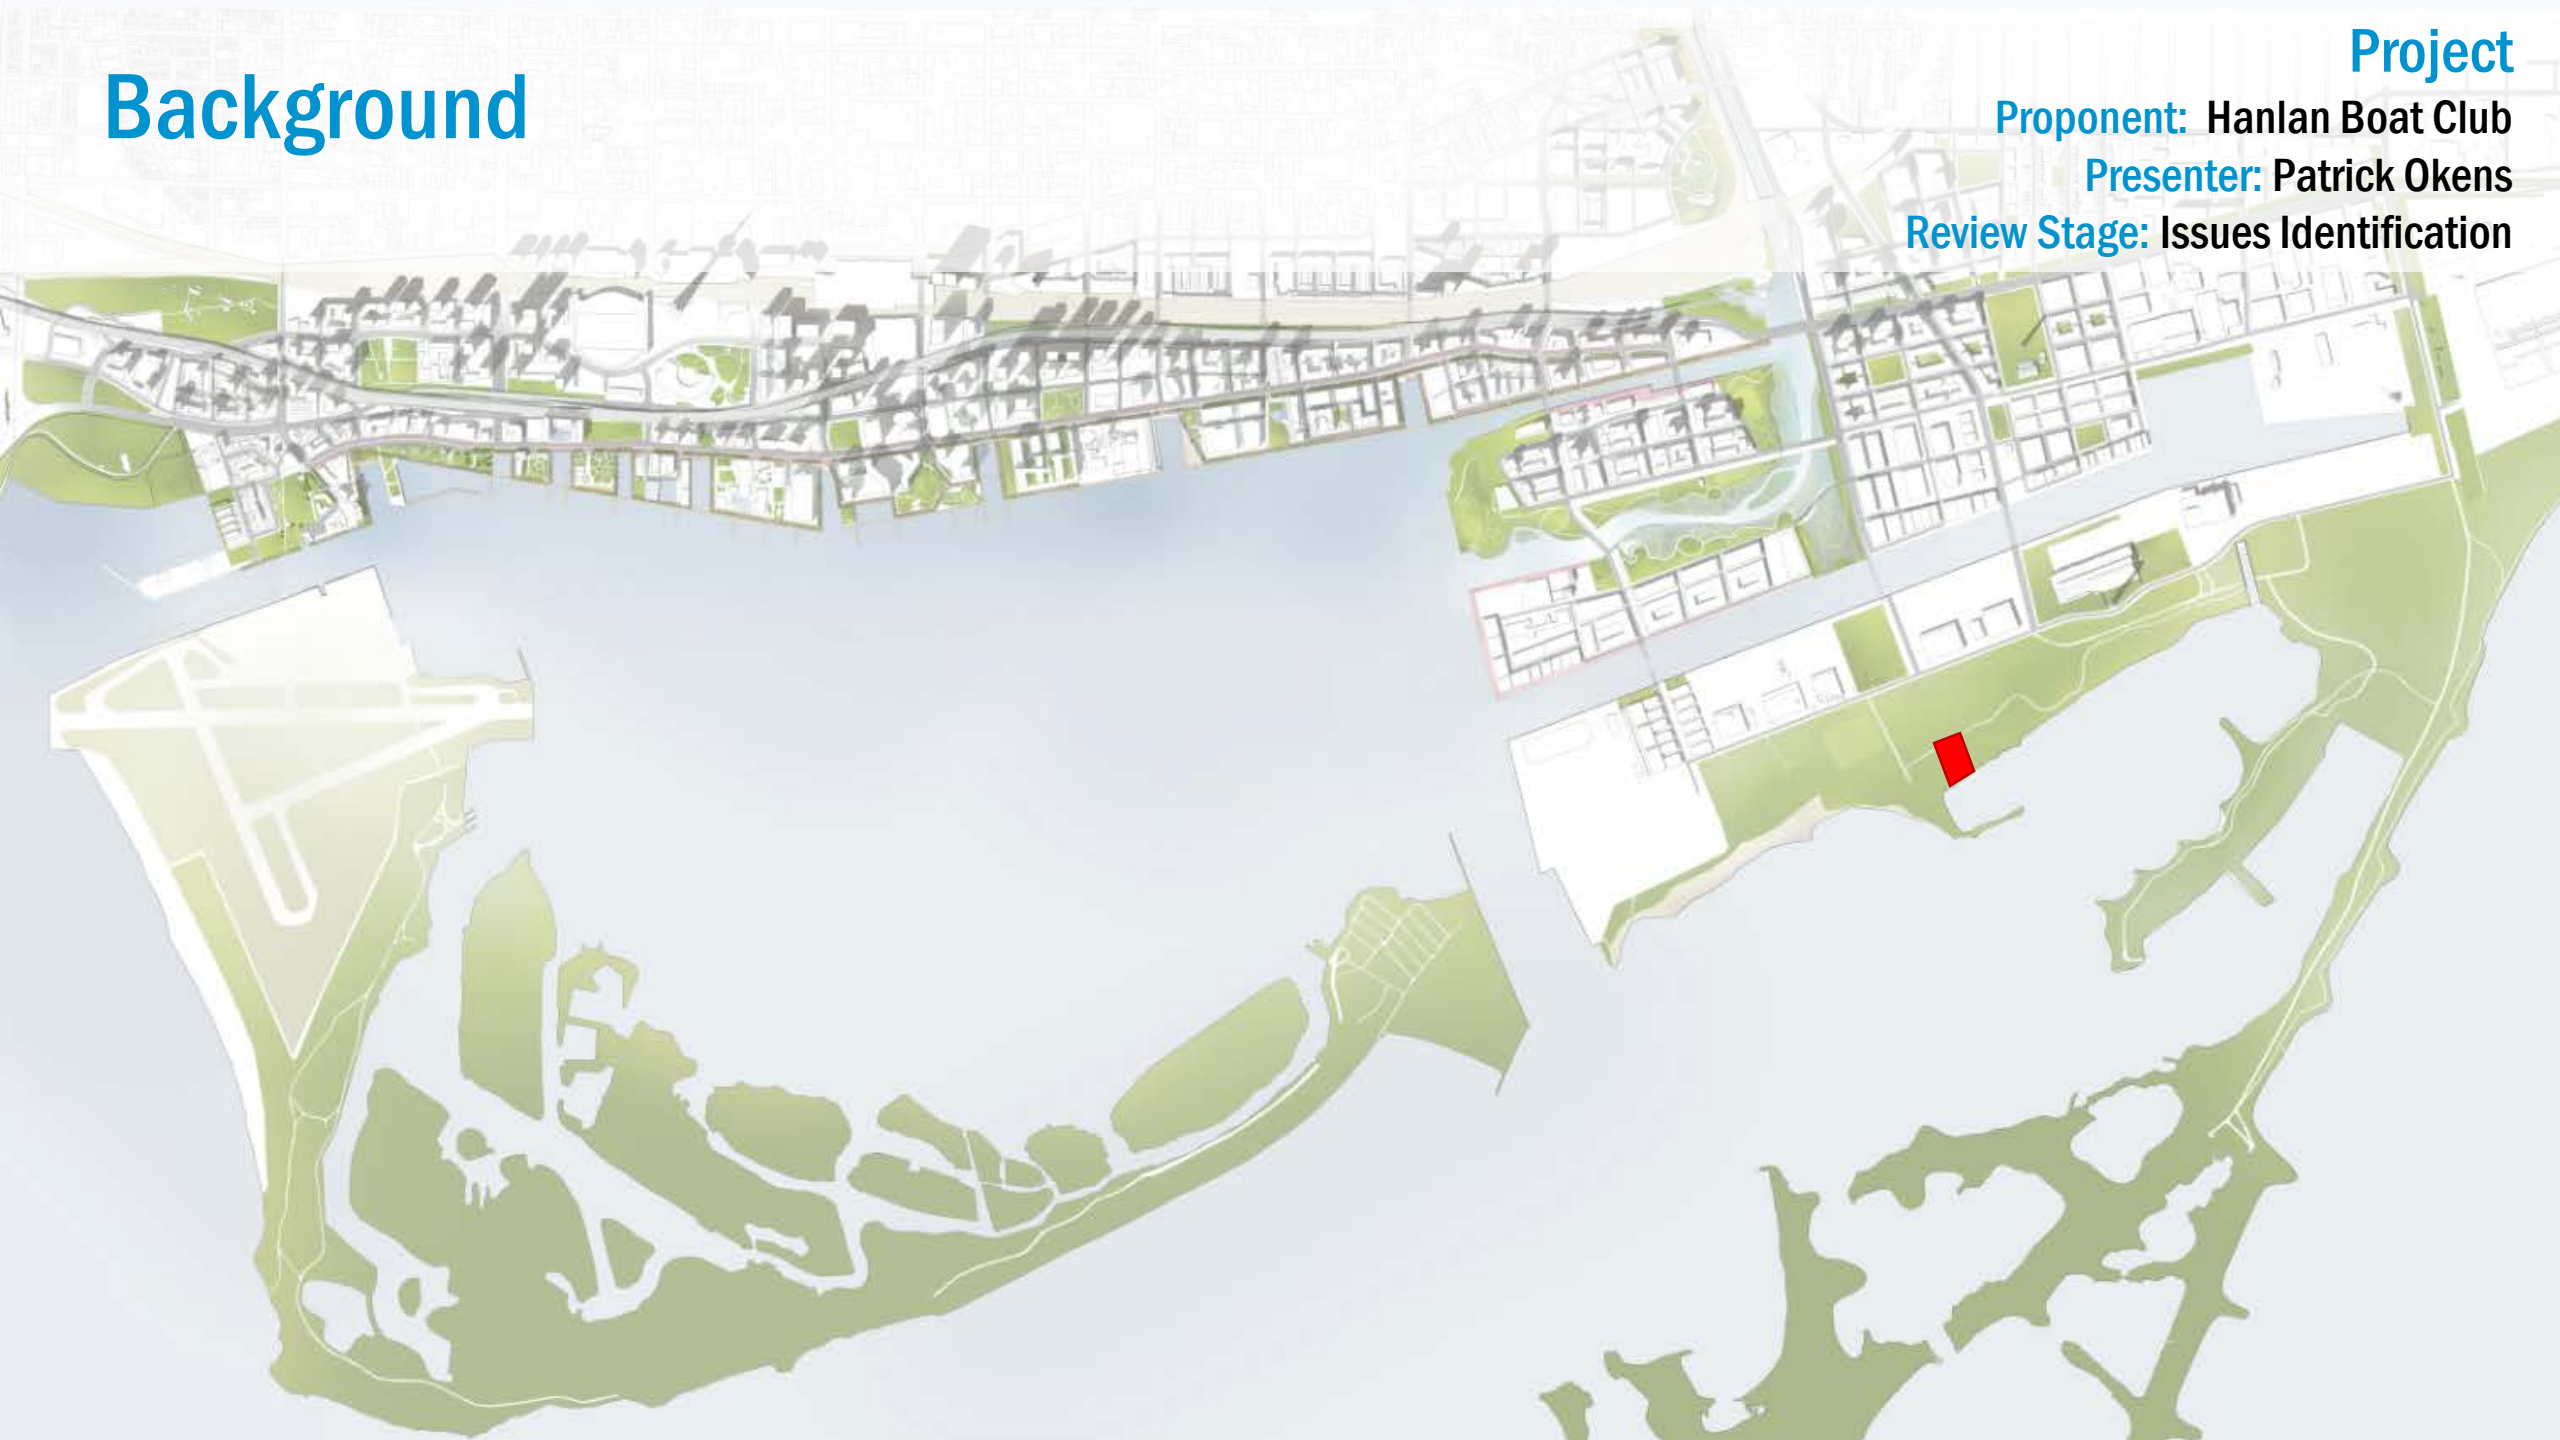 Background
Project
Proponent: Hanlan Boat Club
Presenter: Patrick Okens
Review Stage: Issues Identification